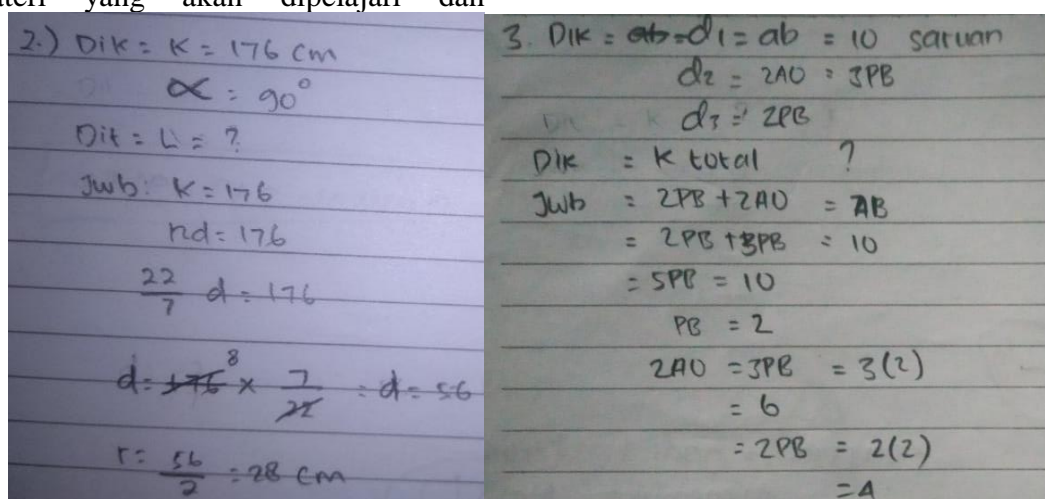 yang akan dipelajari dan
2.) Dik = K = 176 cm
α = 90°
Dit = L = ?
Jwb: K = 176
πd = 176
22/7 d = 176
d = 176 8 × 7/22 = d = 56
r = 56/2 = 28 cm
3. Dik = ab = d1 = ab = 10 saruan
d2 = 2AO = 3PB
d3 = 2PB
Dik = K total ?
Jwb = 2PB + 2AO = AB
= 2PB + 3PB = 10
= 5PB = 10
PB = 2
2AO = 3PB = 3(2)
= 6
= 2PB = 2(2)
= 4